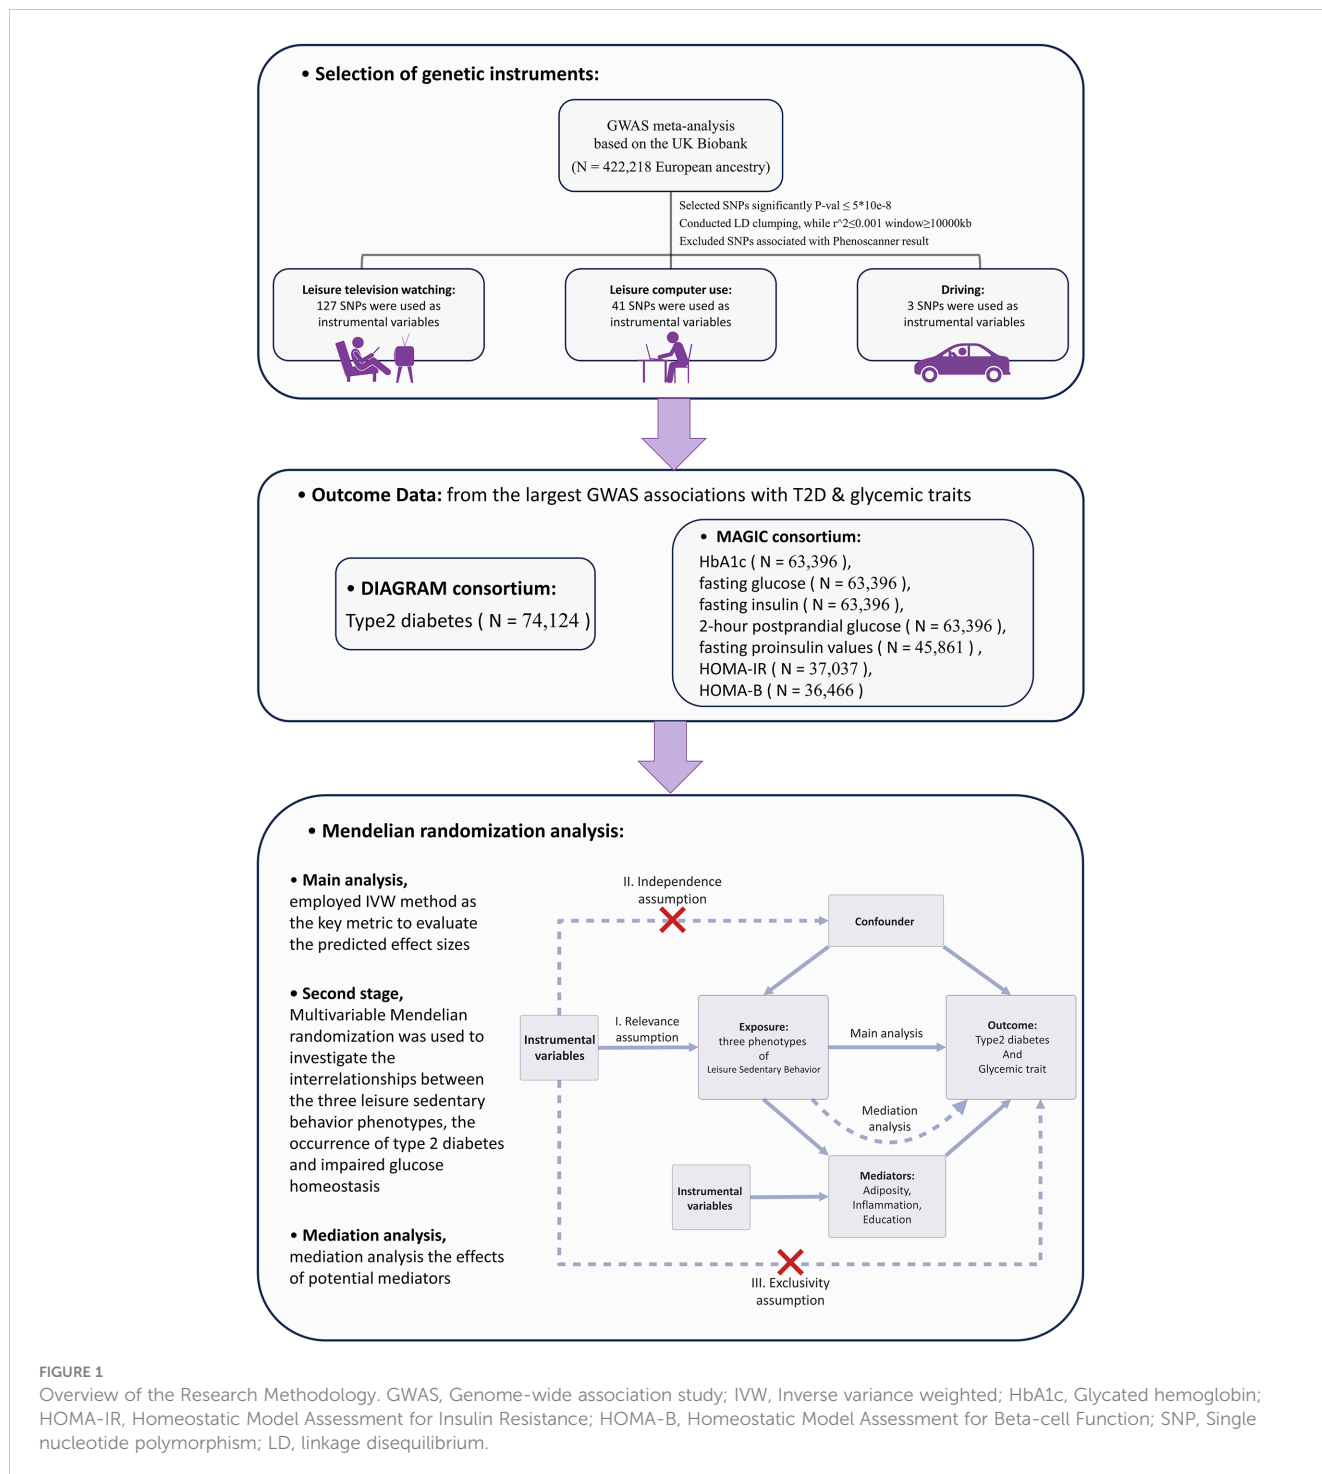 • Selection of genetic instruments:
GWAS meta-analysis
based on the UK Biobank
(N = 422,218 European ancestry)
Selected SNPs significantly P-val ≤ 5*10e-8
Conducted LD clumping, while r^2≤0.001 window≥10000kb
Excluded SNPs associated with Phenoscanner result
Leisure television watching:
127 SNPs were used as
instrumental variables
Leisure computer use:
41 SNPs were used as
instrumental variables
Driving:
3 SNPs were used as
instrumental variables
• Outcome Data: from the largest GWAS associations with T2D & glycemic traits
• DIAGRAM consortium:
Type2 diabetes ( N = 74,124 )
• MAGIC consortium:
HbA1c ( N = 63,396 ),
fasting glucose ( N = 63,396 ),
fasting insulin ( N = 63,396 ),
2-hour postprandial glucose ( N = 63,396 ),
fasting proinsulin values ( N = 45,861 ) ,
HOMA-IR ( N = 37,037 ),
HOMA-B ( N = 36,466 )
• Mendelian randomization analysis:
• Main analysis,
employed IVW method as
the key metric to evaluate
the predicted effect sizes
• Second stage,
Multivariable Mendelian
randomization was used to
investigate the
interrelationships between
the three leisure sedentary
behavior phenotypes, the
occurrence of type 2 diabetes
and impaired glucose
homeostasis
• Mediation analysis,
mediation analysis the effects
of potential mediators
II. Independence
assumption
Confounder
Instrumental
variables
I. Relevance
assumption
Exposure:
three phenotypes
of
Leisure Sedentary Behavior
Main analysis
Outcome:
Type2 diabetes
And
Glycemic trait
Mediation
analysis
Instrumental
variables
Mediators:
Adiposity,
Inflammation,
Education
III. Exclusivity
assumption
FIGURE 1
Overview of the Research Methodology. GWAS, Genome-wide association study; IVW, Inverse variance weighted; HbA1c, Glycated hemoglobin;
HOMA-IR, Homeostatic Model Assessment for Insulin Resistance; HOMA-B, Homeostatic Model Assessment for Beta-cell Function; SNP, Single
nucleotide polymorphism; LD, linkage disequilibrium.